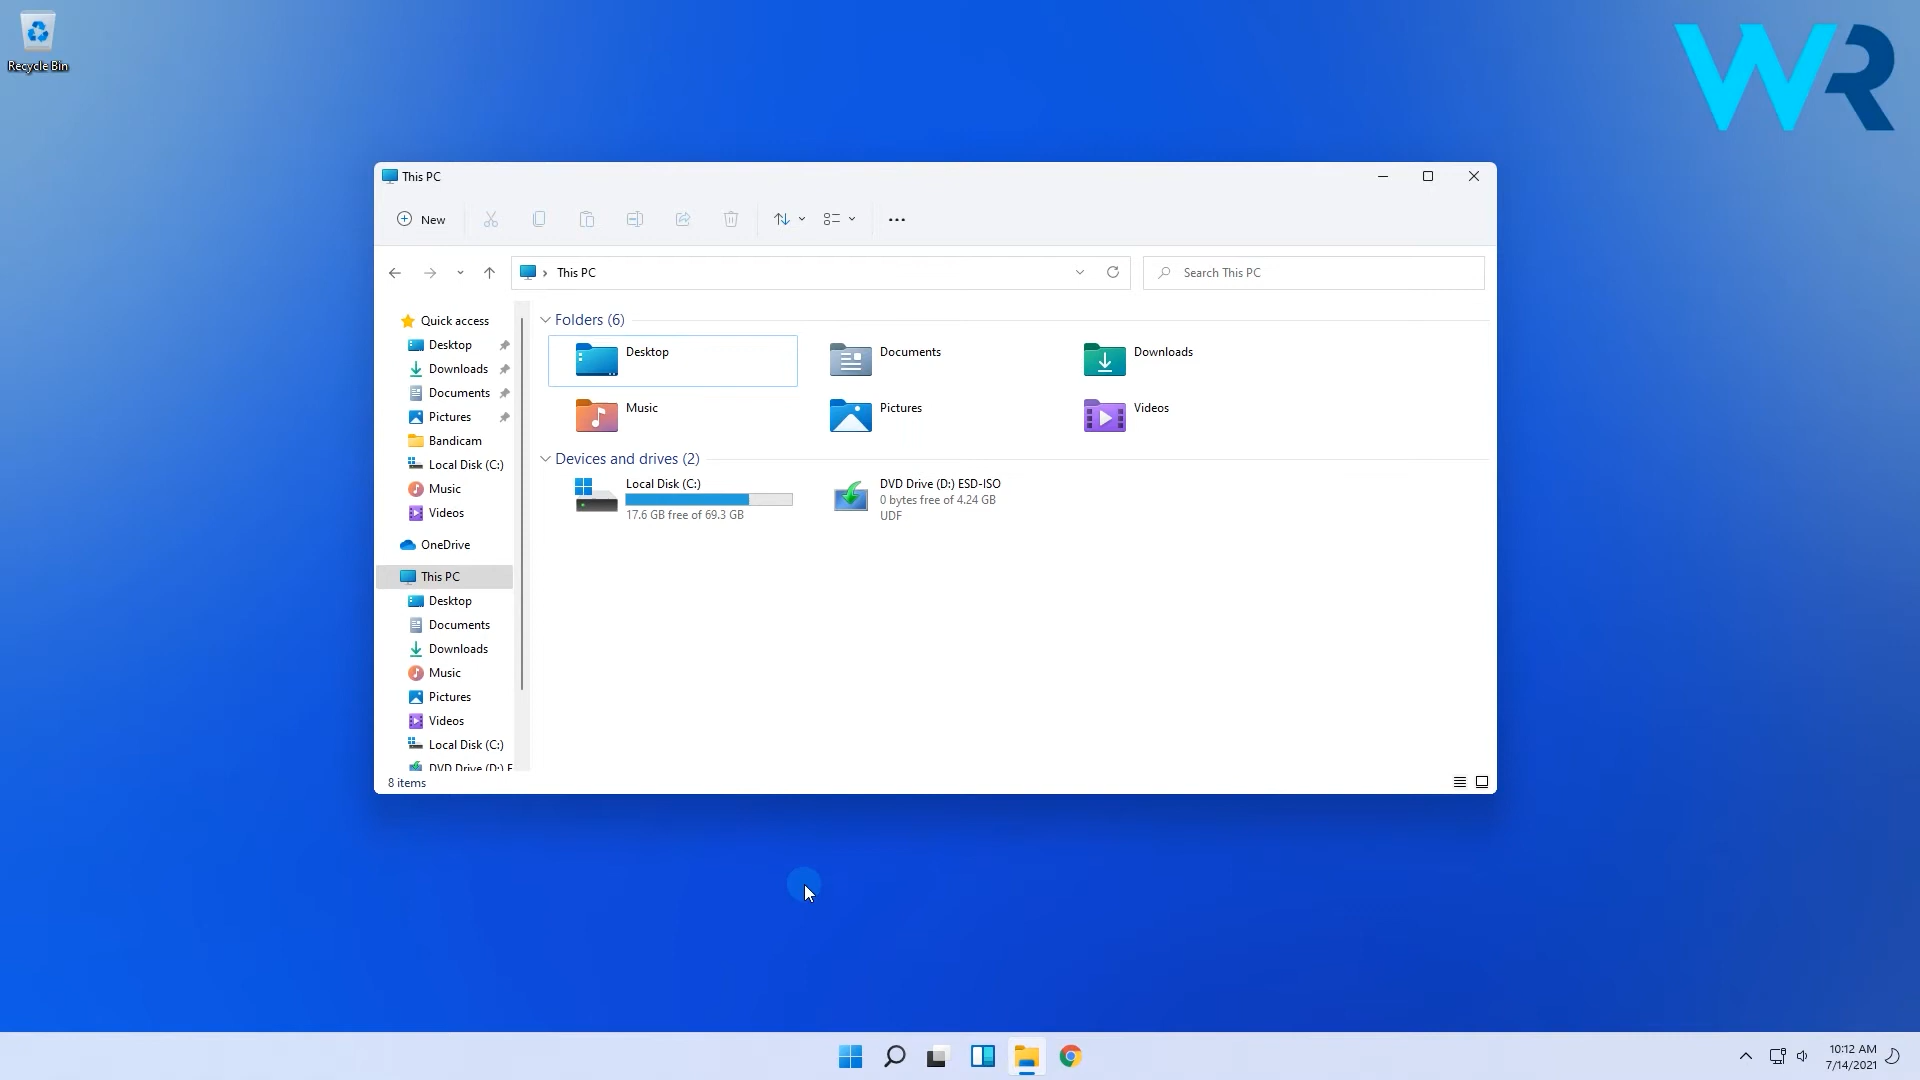 Recycle Bin
WR
This PC
New
This PC
Search This PC
Quick access
Desktop
Downloads
Documents
Pictures
Bandicam
Local Disk (C:)
Music
Videos
OneDrive
This PC
Desktop
Documents
Downloads
Music
Pictures
Videos
Local Disk (C:)
DVD Drive (D:) E
Folders (6)
Desktop
Documents
Downloads
Music
Pictures
Videos
Devices and drives (2)
Local Disk (C:)
17.6 GB free of 69.3 GB
DVD Drive (D:) ESD-ISO
0 bytes free of 4.24 GB
UDF
8 items
10:12 AM
7/14/2021